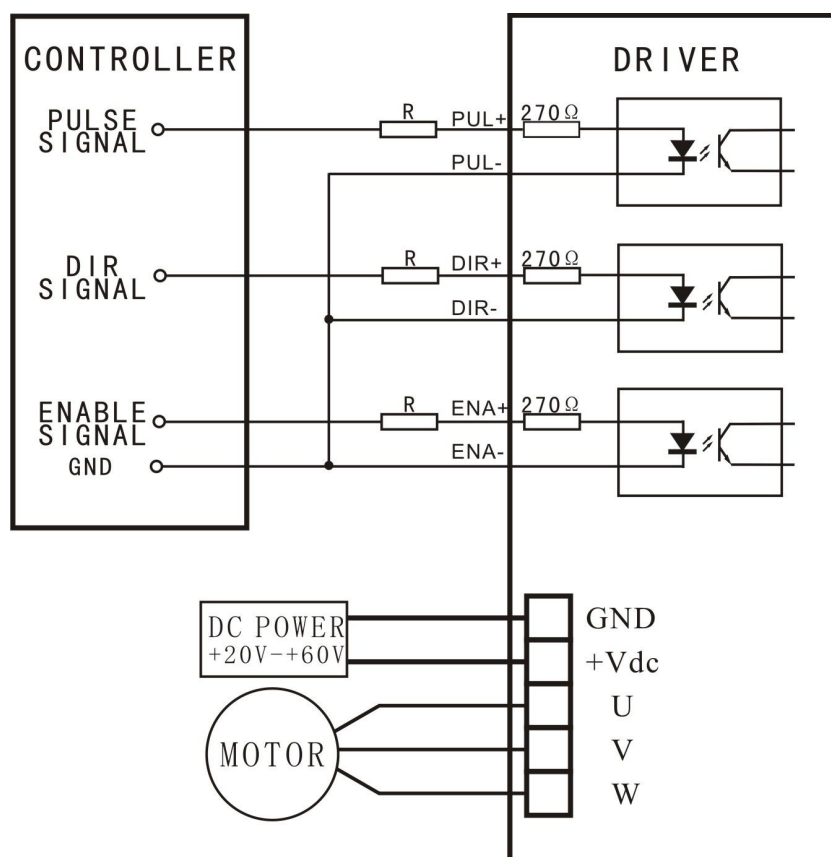 CONTROLLER
DRIVER
PULSE
SIGNAL
R
PUL+
270Ω
PUL-
DIR
SIGNAL
R
DIR+
270Ω
DIR-
ENABLE
SIGNAL
R
ENA+
270Ω
ENA-
GND
DC POWER
+20V-+60V
GND
+Vdc
U
MOTOR
V
W